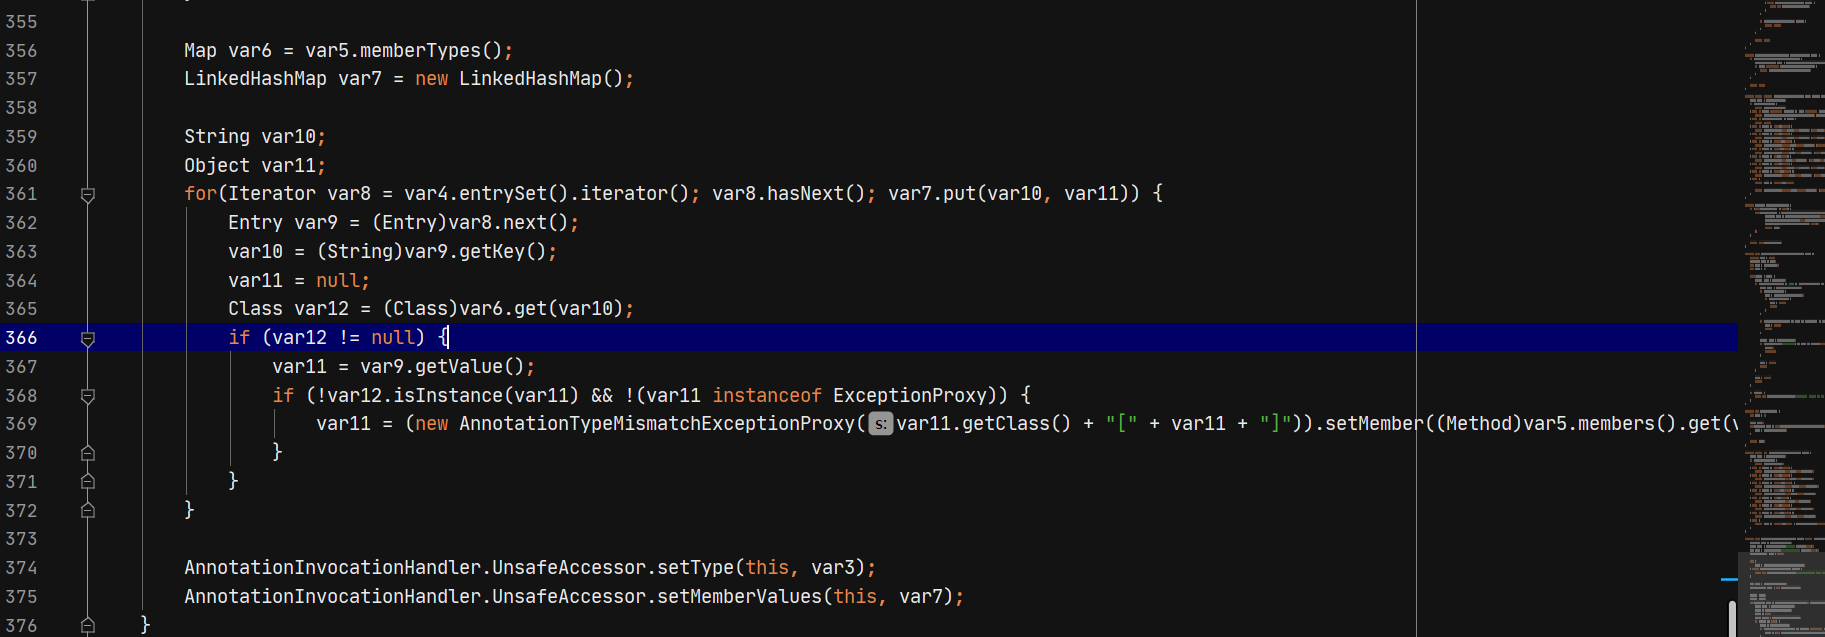 355
356 Map var6 = var5.memberTypes();
357 LinkedHashMap var7 = new LinkedHashMap();
358
359 String var10;
360 Object var11;
361 for(Iterator var8 = var4.entrySet().iterator(); var8.hasNext(); var7.put(var10, var11)) {
362 Entry var9 = (Entry)var8.next();
363 var10 = (String)var9.getKey();
364 var11 = null;
365 Class var12 = (Class)var6.get(var10);
366 if (var12 != null) {
367 var11 = var9.getValue();
368 if (!var12.isInstance(var11) && !(var11 instanceof ExceptionProxy)) {
369 var11 = (new AnnotationTypeMismatchExceptionProxy( s: var11.getClass() + "[" + var11 + "]")).setMember((Method)var5.members().get(
370 }
371 }
372 }
373
374 AnnotationInvocationHandler.UnsafeAccessor.setType(this, var3);
375 AnnotationInvocationHandler.UnsafeAccessor.setMemberValues(this, var7);
376 }